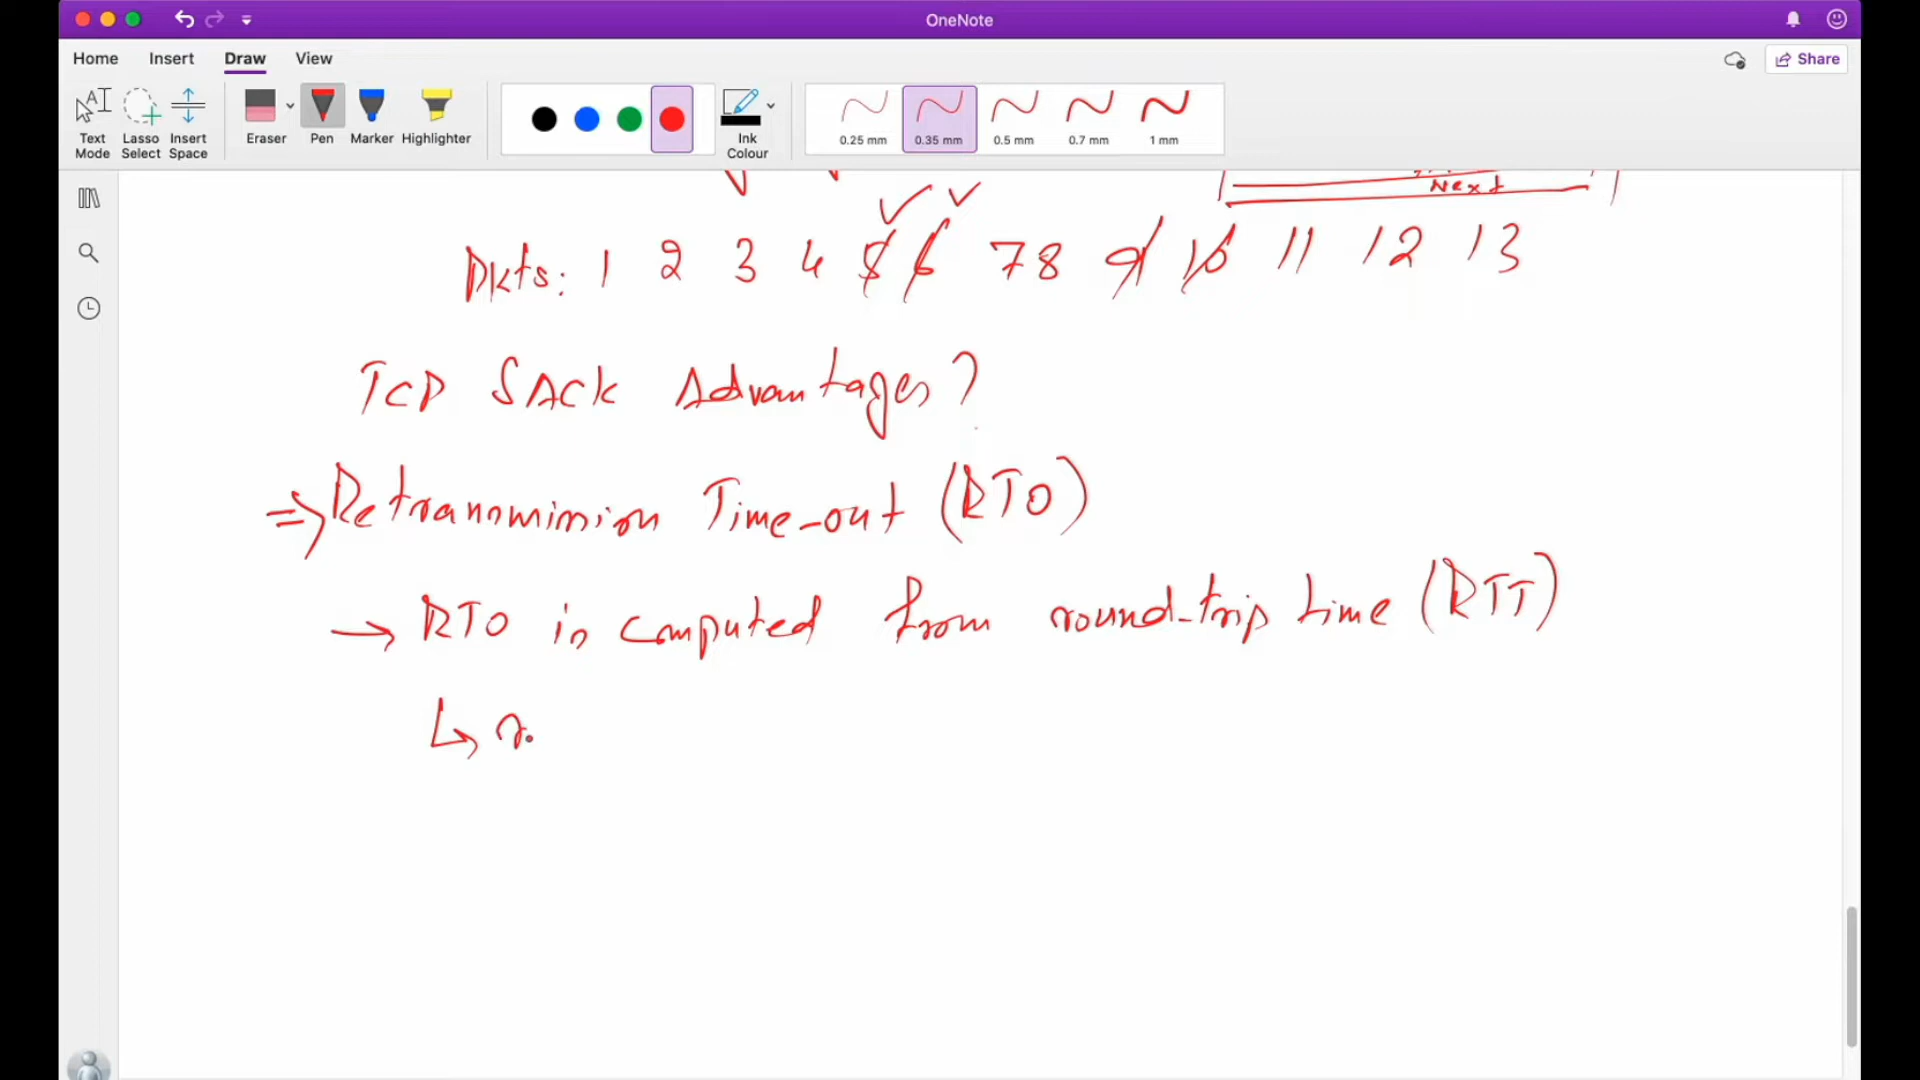 OneNote
Home Insert Draw View Share
Text Mode Lasso Select Insert Space Eraser Pen Marker Highlighter Ink Colour 0.25 mm 0.35 mm 0.5 mm 0.7 mm 1 mm
Next
Pkts: 1 2 3 4 5 6 7 8 9 10 11 12 13
TCP SACK Advantages?
⇒ Retransmission Time-out (RTO)
→ RTO is computed from round-trip time (RTT)
↳